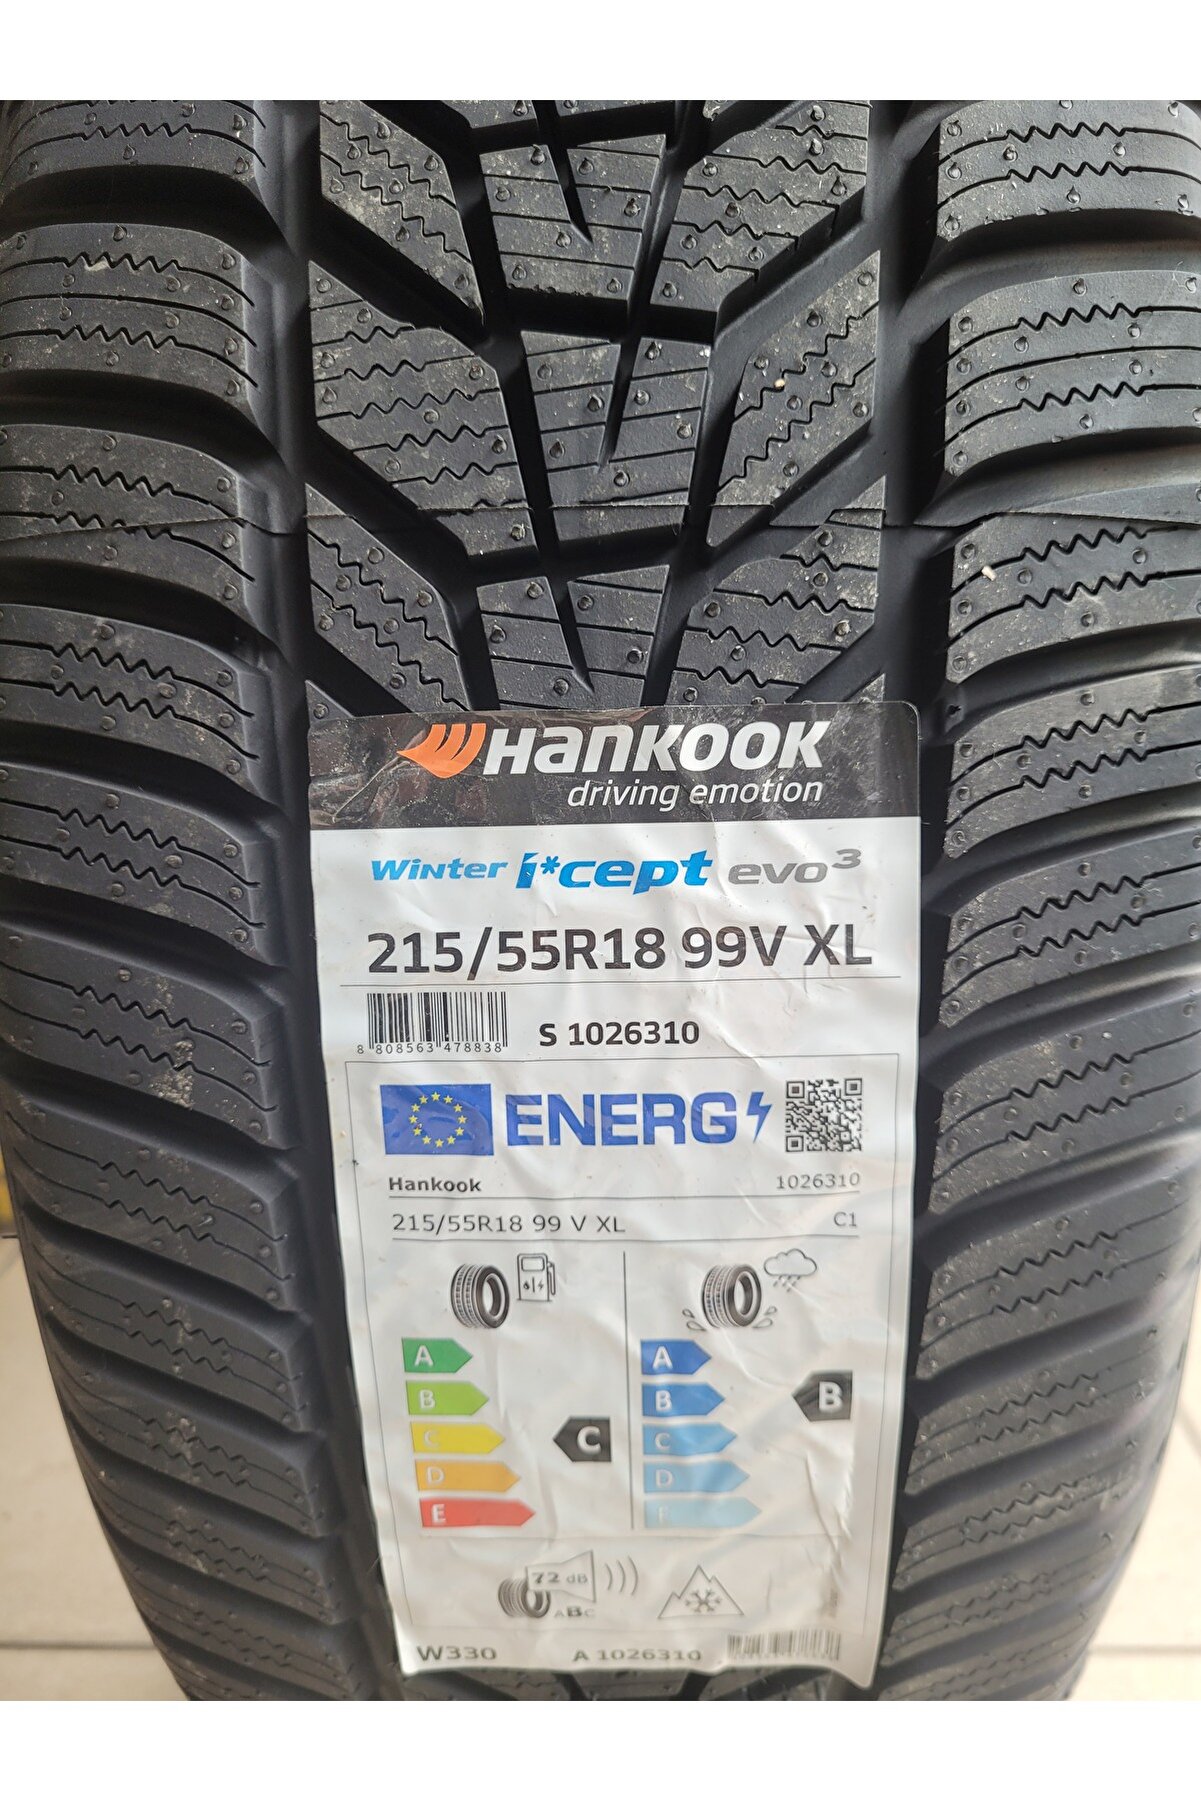 Hankook
driving emotion
Winter i*cept evo3
215/55R18 99V XL
8 808563 478838
S 1026310
ENERG
Hankook 1026310
215/55R18 99 V XL C1
A A
B B B
C C C
D D
E E
72 dB
ABC
W330 A 1026310